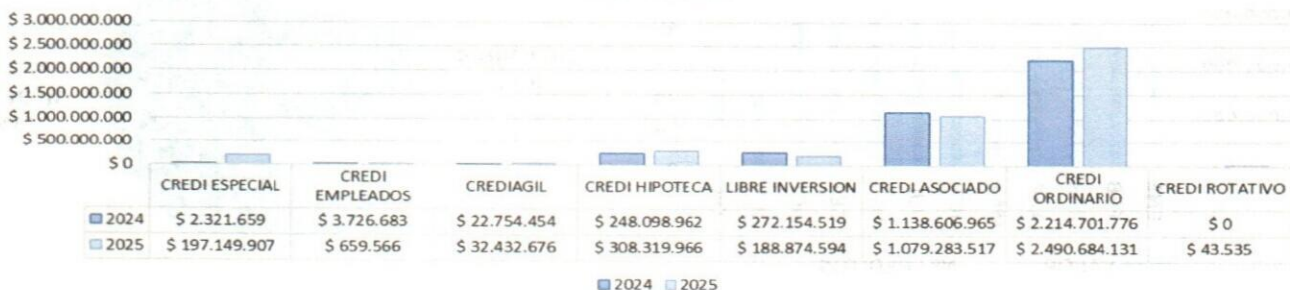 $ 3.000.000.000
$ 2.500.000.000
$ 2.000.000.000
$ 1.500.000.000
$ 1.000.000.000
$ 500.000.000
$ 0
CREDI ESPECIAL CREDI EMPLEADOS CREDIAGIL CREDI HIPOTECA LIBRE INVERSION CREDI ASOCIADO CREDI ORDINARIO CREDI ROTATIVO
2024 $ 2.321.659 $ 3.726.683 $ 22.754.454 $ 248.098.962 $ 272.154.519 $ 1.138.606.965 $ 2.214.701.776 $ 0
2025 $ 197.149.907 $ 659.566 $ 32.432.676 $ 308.319.966 $ 188.874.594 $ 1.079.283.517 $ 2.490.684.131 $ 43.535
2024 2025